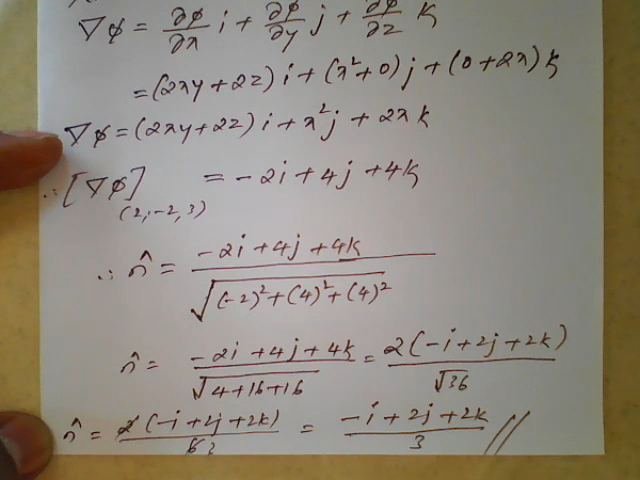 ∇ϕ = ∂ϕ/∂x i + ∂ϕ/∂y j + ∂ϕ/∂z k
= (2xy + 2z) i + (x² + 0) j + (0 + 2x) k
∇ϕ = (2xy + 2z) i + x² j + 2x k
∴ [∇ϕ](2, -2, 3) = -2i + 4j + 4k
∴ n̂ = (-2i + 4j + 4k) / √((-2)² + (4)² + (4)²)
n̂ = (-2i + 4j + 4k) / √(4+16+16) = 2(-i + 2j + 2k) / √36
n̂ = 2(-i + 2j + 2k) / 6 3 = (-i + 2j + 2k) / 3 //